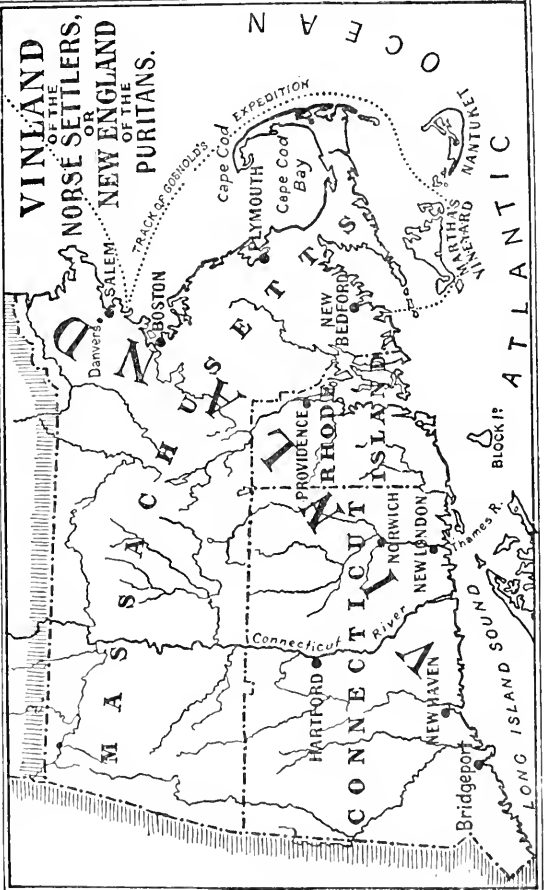 VINLAND
OF THE
NORSE SETTLERS,
OR
NEW ENGLAND
OF THE
PURITANS.
ATLANTIC OCEAN
TRACK OF GOSNOLD'S EXPEDITION
Cape Cod
Cape Cod
Bay
PLYMOUTH
NANTUKET
MARTHA'S
VINEYARD
Danvers
SALEM
BOSTON
NEW
BEDFORD
MASSACHUSETTS
VINLAND
PROVIDENCE
RHODE
ISLAND
BLOCK Iᴰ
CONNECTICUT
NORWICH
NEW LONDON
Thames R.
Connecticut River
HARTFORD
NEW HAVEN
Bridgeport
LONG ISLAND SOUND